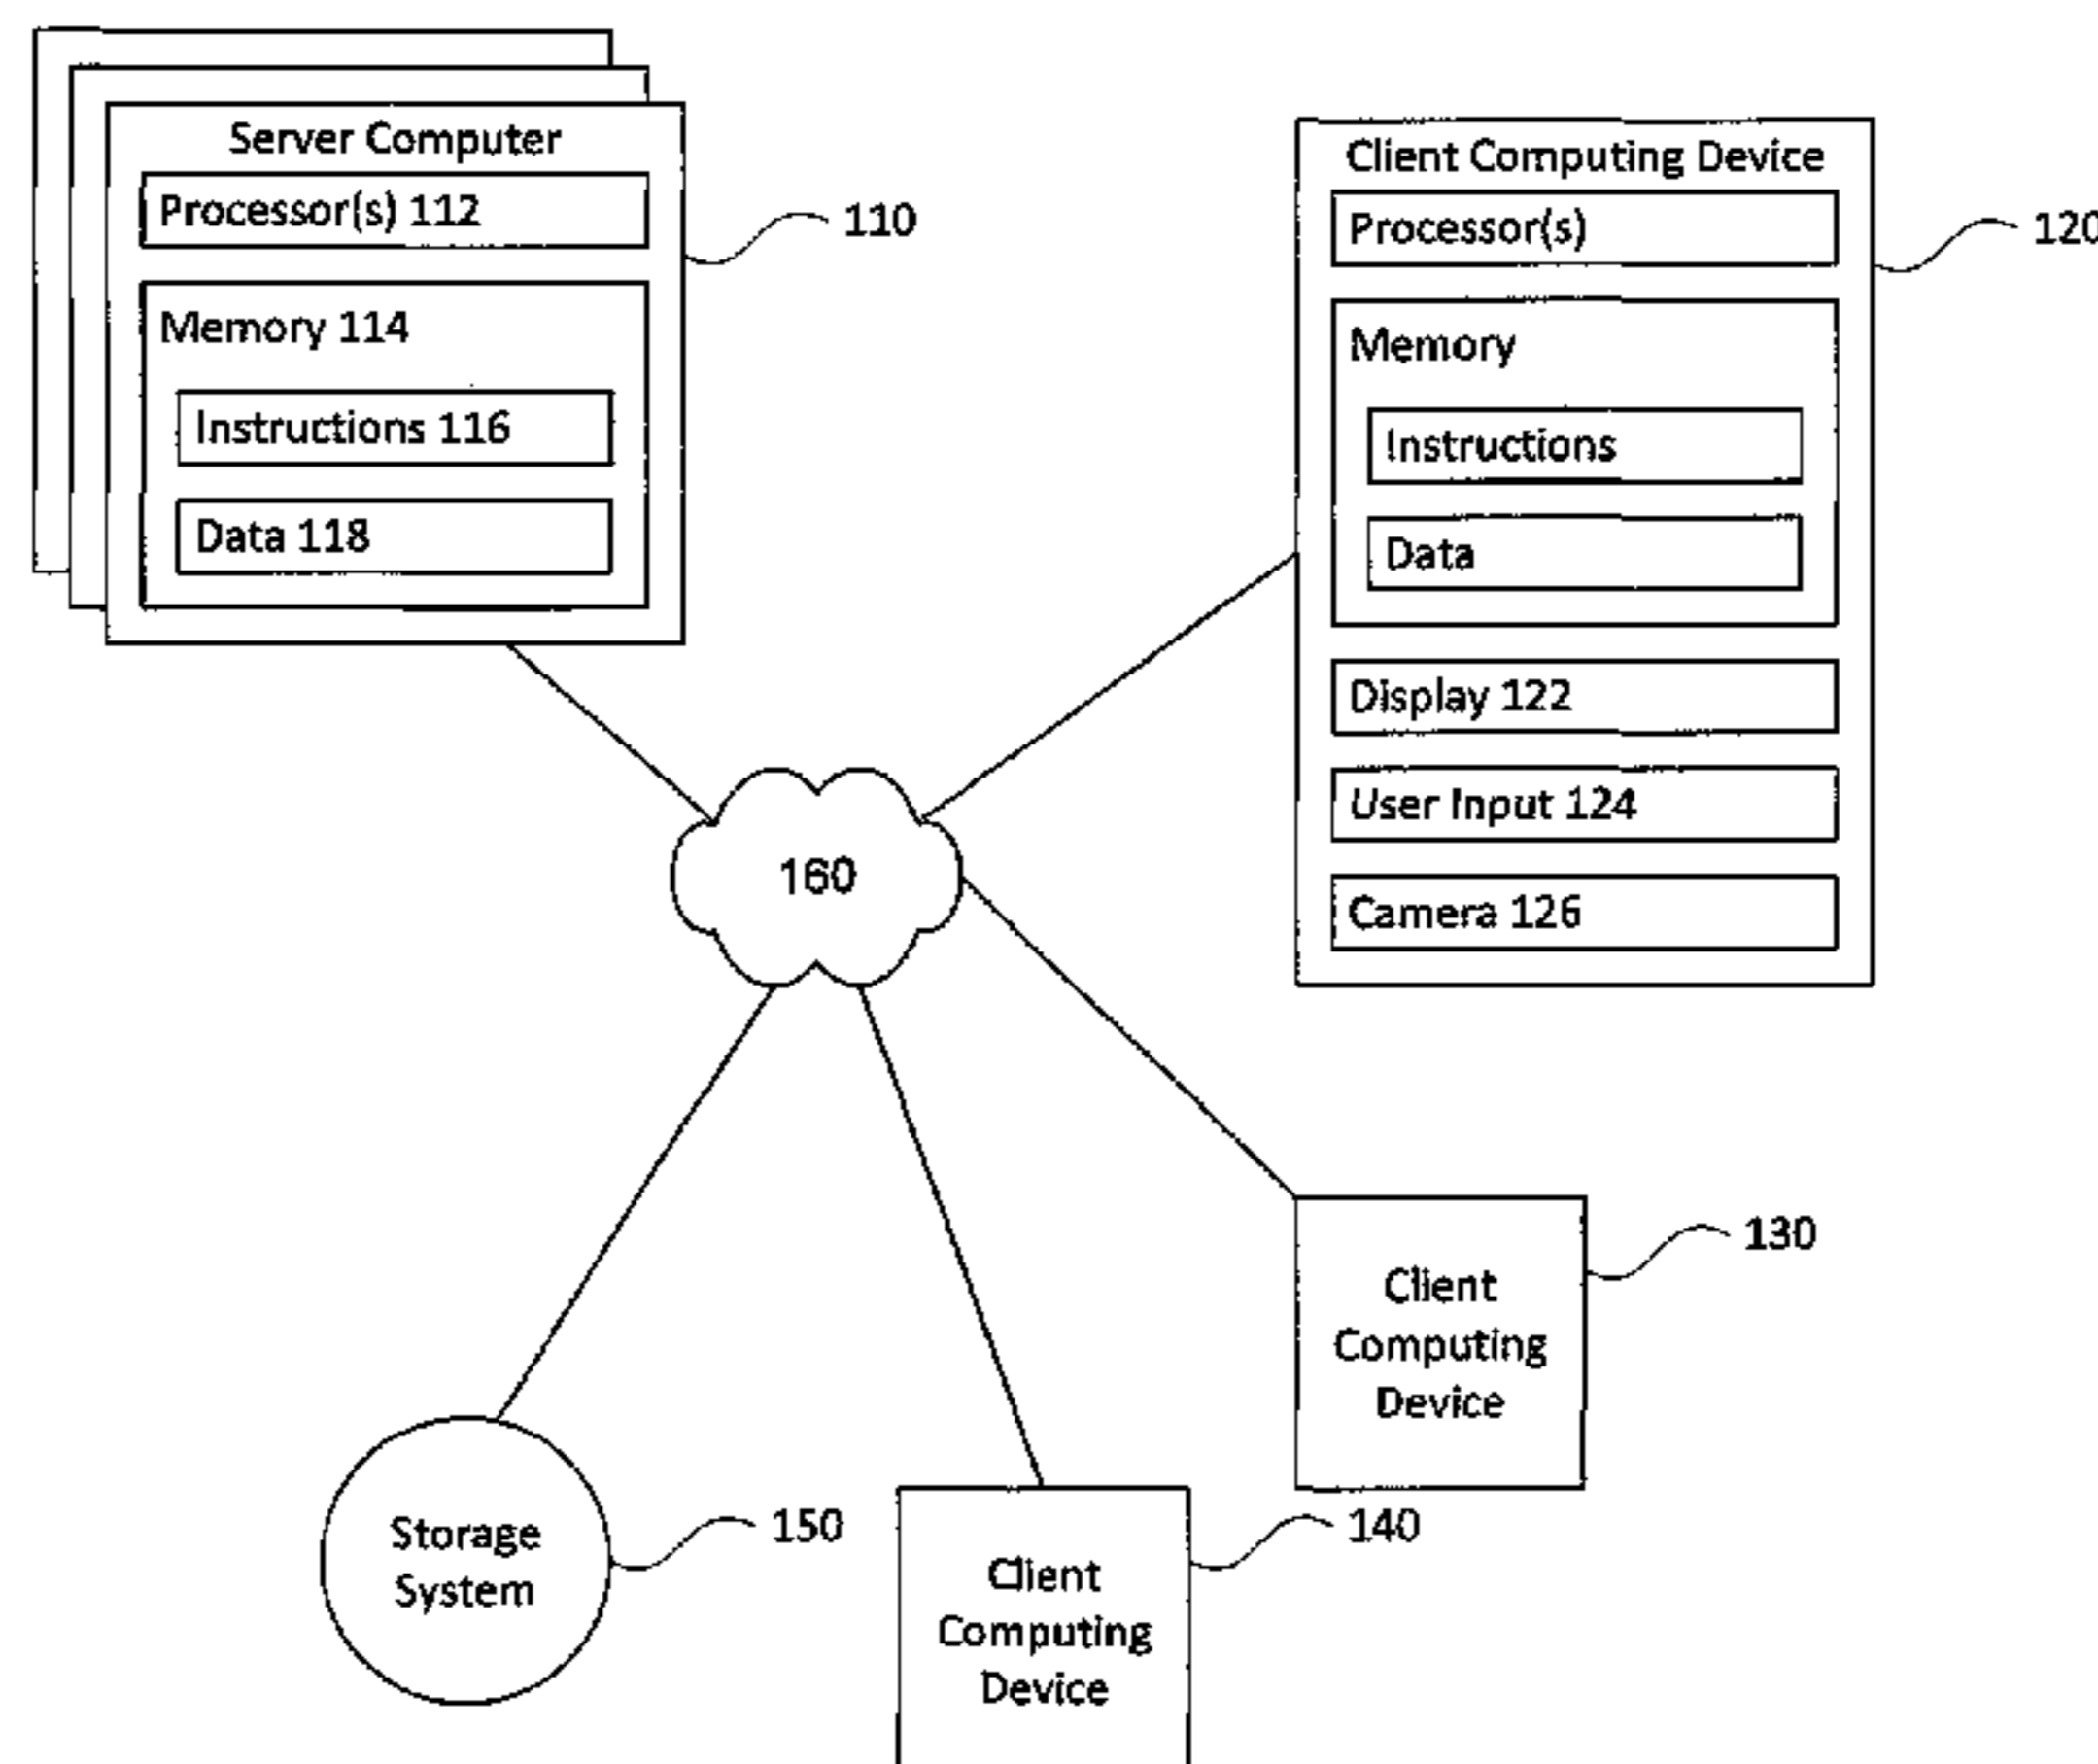 Server Computer
Processor(s) 112
Memory 114
Instructions 116
Data 118
110
Client Computing Device
Processor(s)
Memory
Instructions
Data
Display 122
User Input 124
Camera 126
120
160
Client
Computing
Device
130
Storage
System
150
Client
Computing
Device
140